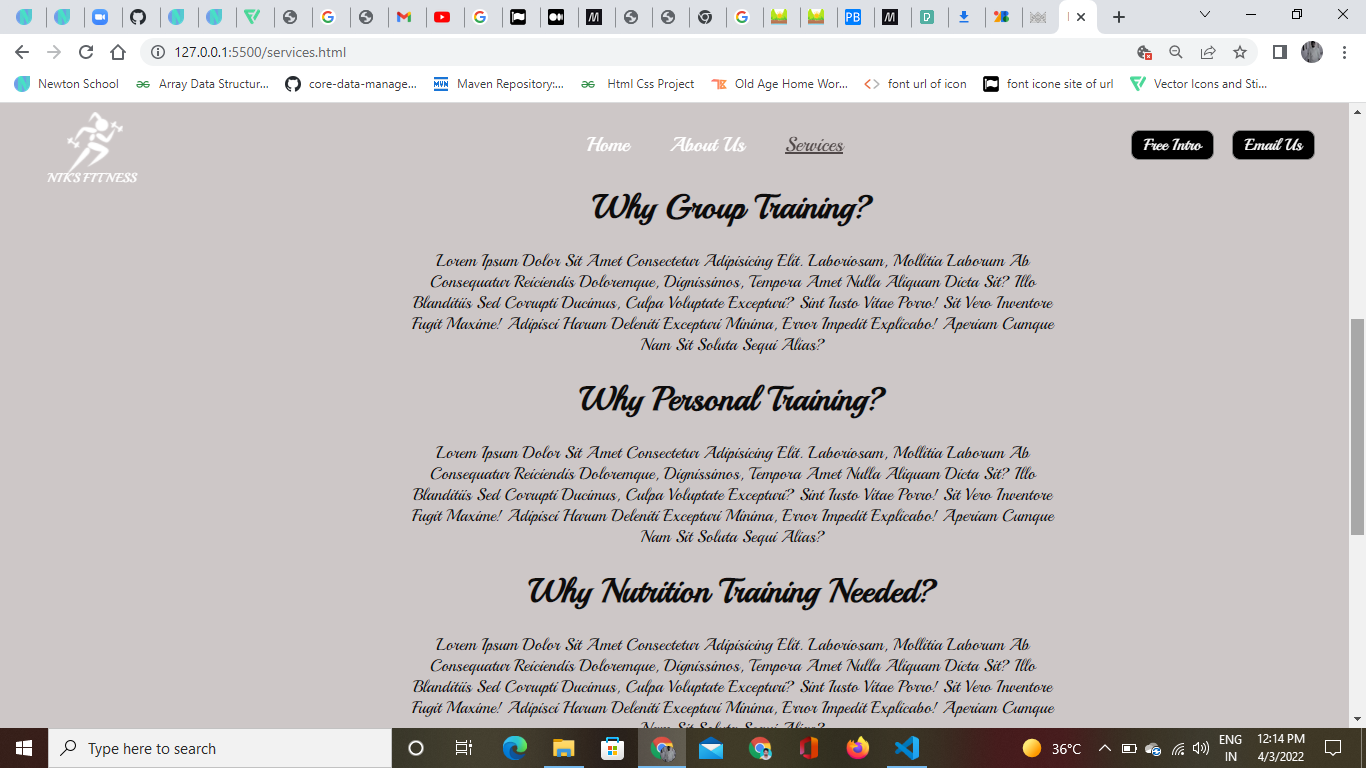 127.0.0.1:5500/services.html
Newton School
Array Data Structur...
core-data-manage...
Maven Repository:...
Html Css Project
Old Age Home Wor...
font url of icon
font icone site of url
Vector Icons and Sti...
NIK'S FITNESS
Home
About Us
Services
Free Intro
Email Us
Why Group Training?
Lorem Ipsum Dolor Sit Amet Consectetur Adipisicing Elit. Laboriosam, Mollitia Laborum Ab
Consequatur Reiciendis Doloremque, Dignissimos, Tempora Amet Nulla Aliquam Dicta Sit? Illo
Blanditiis Sed Corrupti Ducimus, Culpa Voluptate Excepturi? Sint Iusto Vitae Porro! Sit Vero Inventore
Fugit Maxime! Adipisci Harum Deleniti Excepturi Minima, Error Impedit Explicabo! Aperiam Cumque
Nam Sit Soluta Sequi Alias?
Why Personal Training?
Lorem Ipsum Dolor Sit Amet Consectetur Adipisicing Elit. Laboriosam, Mollitia Laborum Ab
Consequatur Reiciendis Doloremque, Dignissimos, Tempora Amet Nulla Aliquam Dicta Sit? Illo
Blanditiis Sed Corrupti Ducimus, Culpa Voluptate Excepturi? Sint Iusto Vitae Porro! Sit Vero Inventore
Fugit Maxime! Adipisci Harum Deleniti Excepturi Minima, Error Impedit Explicabo! Aperiam Cumque
Nam Sit Soluta Sequi Alias?
Why Nutrition Training Needed?
Lorem Ipsum Dolor Sit Amet Consectetur Adipisicing Elit. Laboriosam, Mollitia Laborum Ab
Consequatur Reiciendis Doloremque, Dignissimos, Tempora Amet Nulla Aliquam Dicta Sit? Illo
Blanditiis Sed Corrupti Ducimus, Culpa Voluptate Excepturi? Sint Iusto Vitae Porro! Sit Vero Inventore
Fugit Maxime! Adipisci Harum Deleniti Excepturi Minima, Error Impedit Explicabo! Aperiam Cumque
Nam Sit Soluta Sequi Alias?
Type here to search
36°C
ENG
IN
12:14 PM
4/3/2022